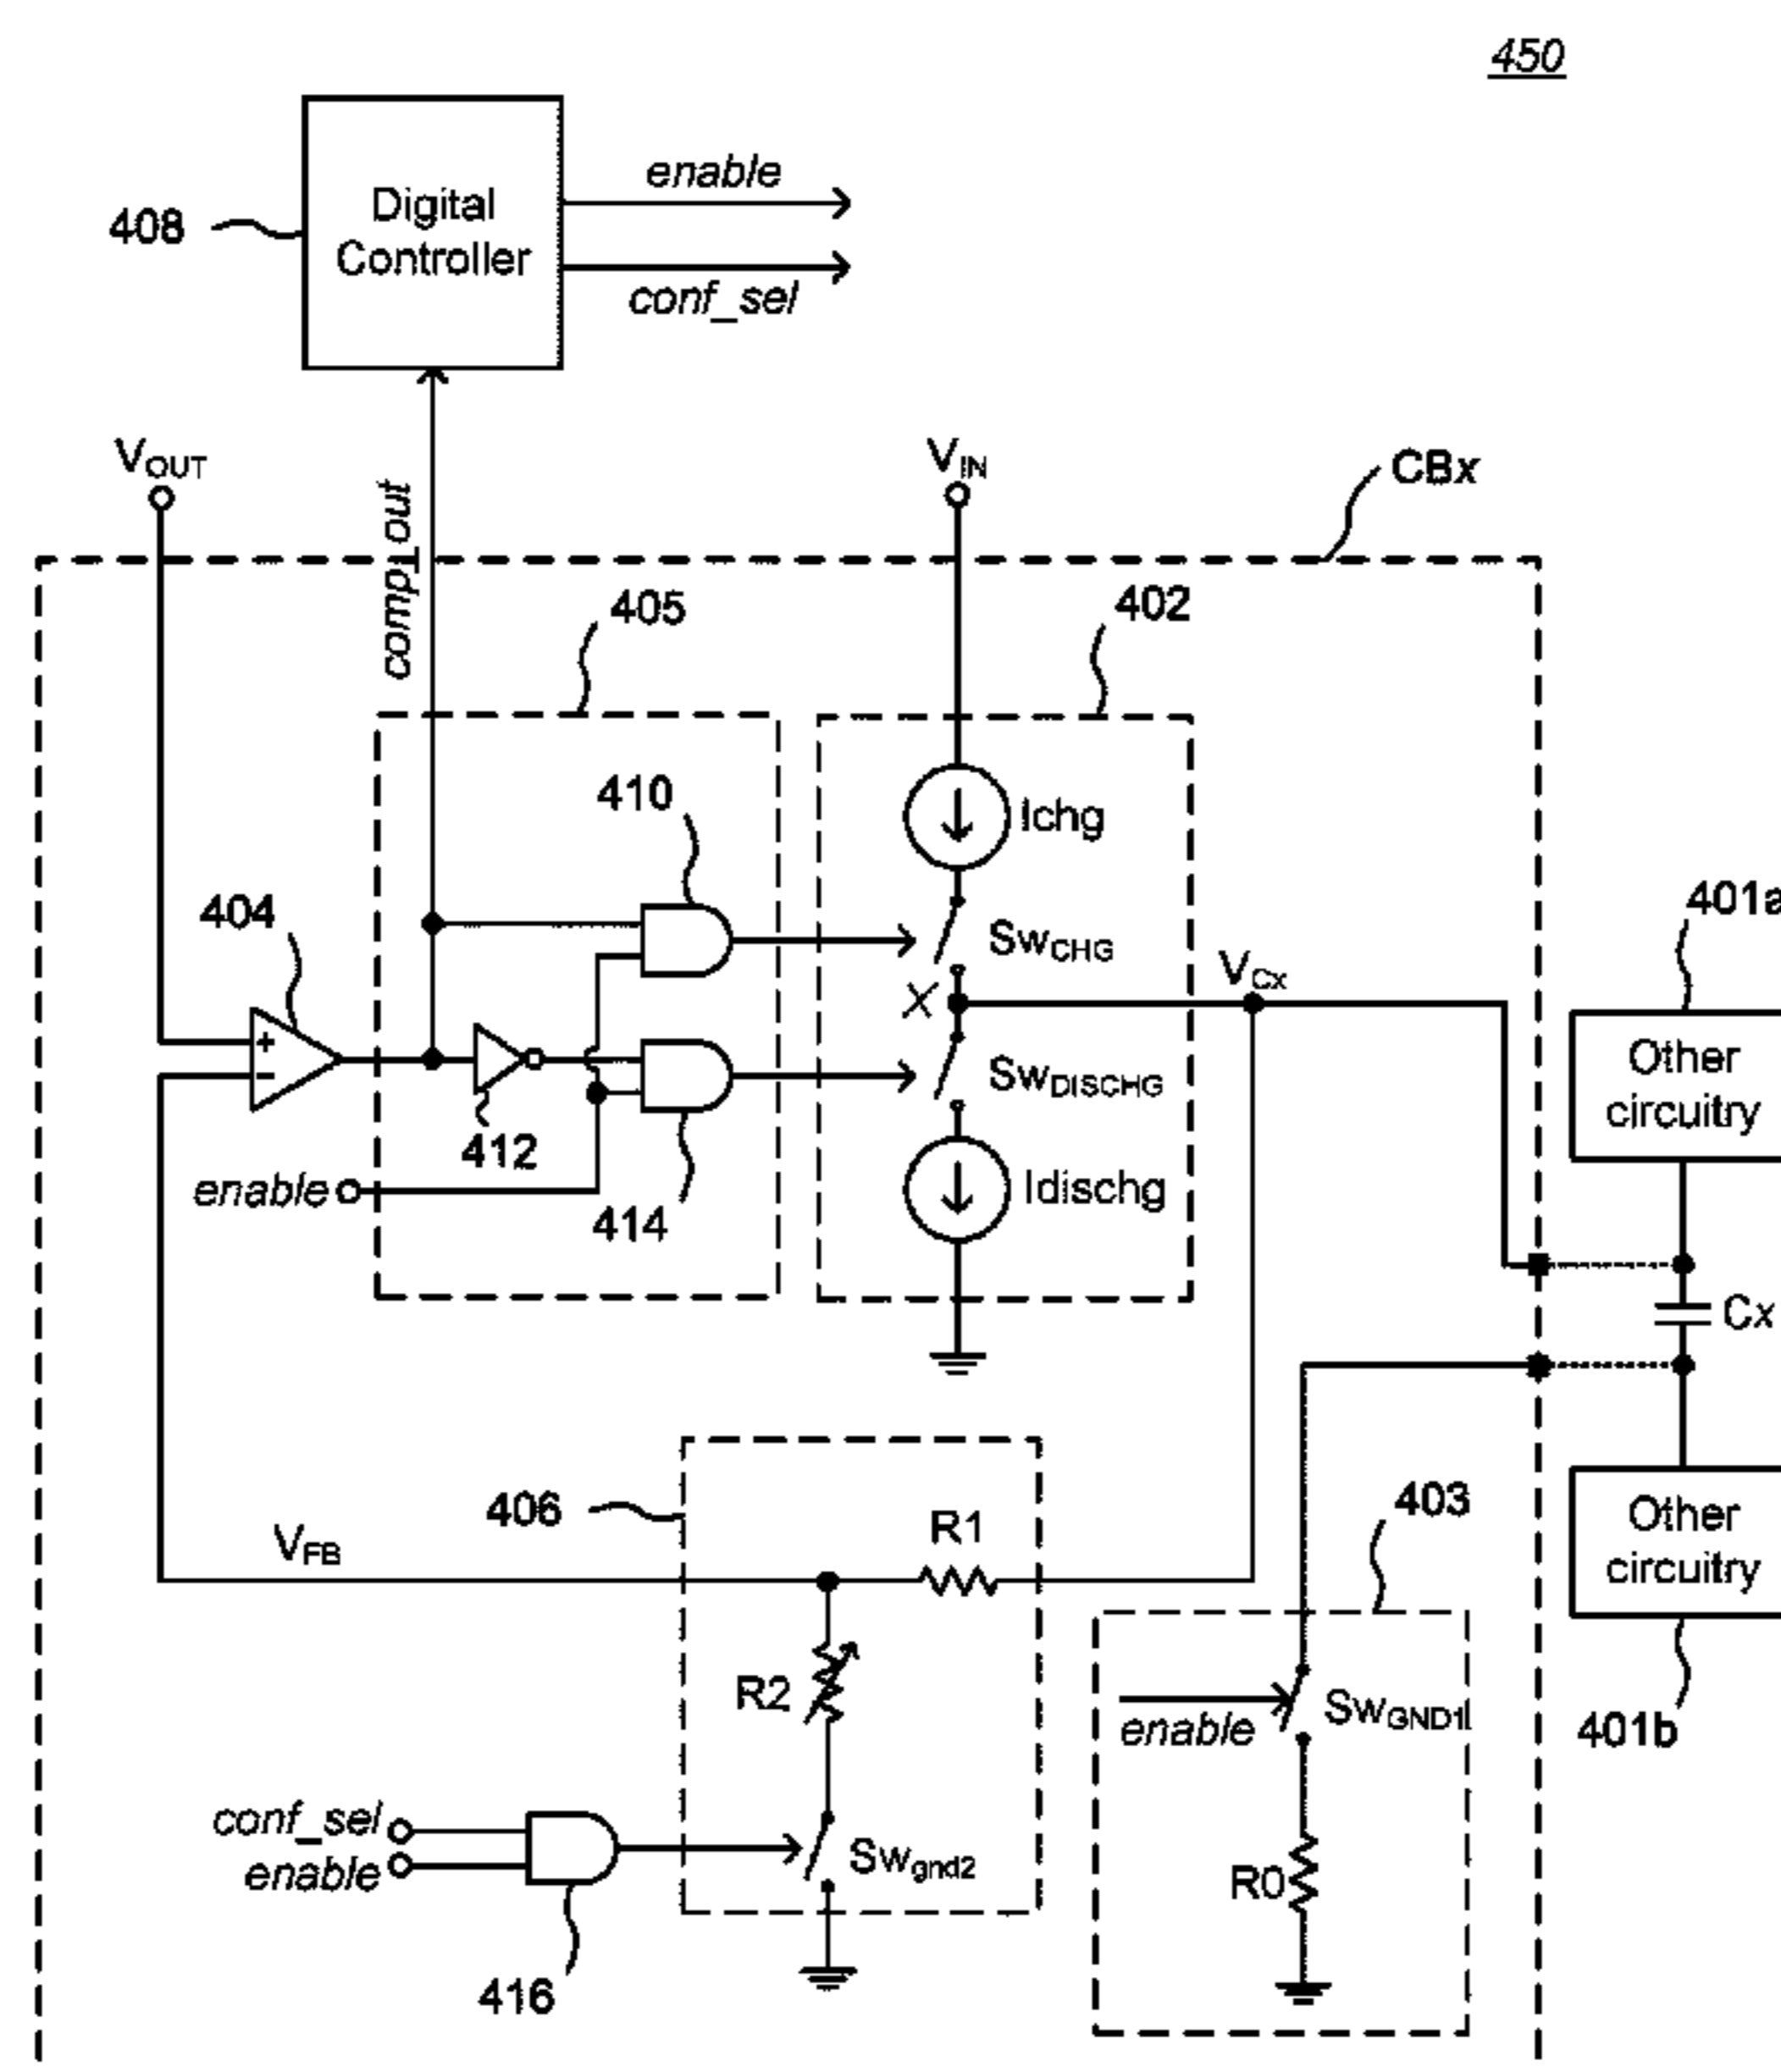 450
Digital
Controller
408
enable
conf_sel
VOUT
VIN
CBx
comp_out
405
402
410
Ichg
404
401a
SwCHG
X
VCx
+
−
Other
circuitry
SwDISCHG
412
enable
414
Idischg
Cx
406
403
R1
VFB
Other
circuitry
R2
enable
SwGND1
401b
conf_sel
enable
Swgnd2
R0
416